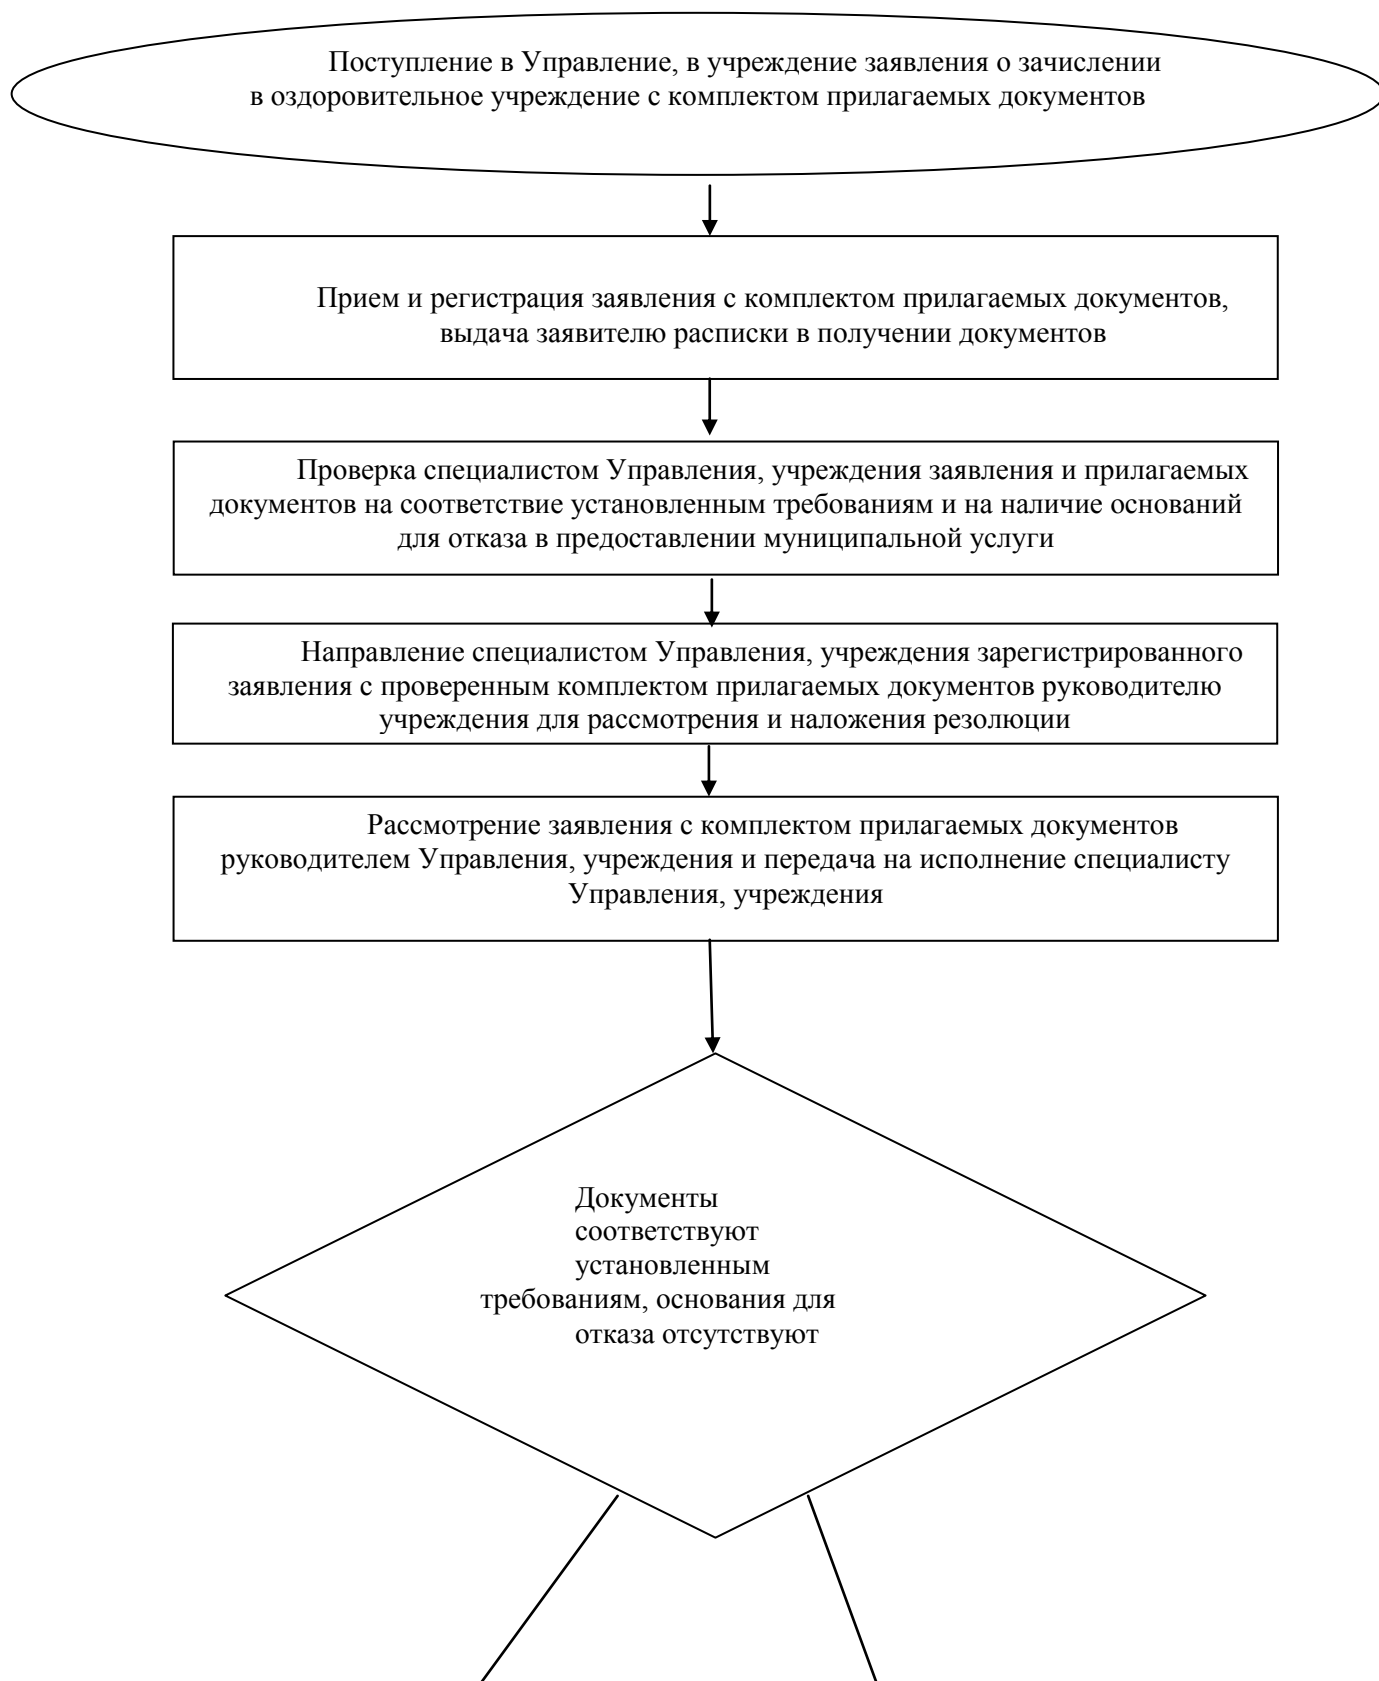 Поступление в Управление, в учреждение заявления о зачислении
в оздоровительное учреждение с комплектом прилагаемых документов
Прием и регистрация заявления с комплектом прилагаемых документов,
выдача заявителю расписки в получении документов
Проверка специалистом Управления, учреждения заявления и прилагаемых
документов на соответствие установленным требованиям и на наличие оснований
для отказа в предоставлении муниципальной услуги
Направление специалистом Управления, учреждения зарегистрированного
заявления с проверенным комплектом прилагаемых документов руководителю
учреждения для рассмотрения и наложения резолюции
Рассмотрение заявления с комплектом прилагаемых документов
руководителем Управления, учреждения и передача на исполнение специалисту
Управления, учреждения
Документы
соответствуют
установленным
требованиям, основания для
отказа отсутствуют